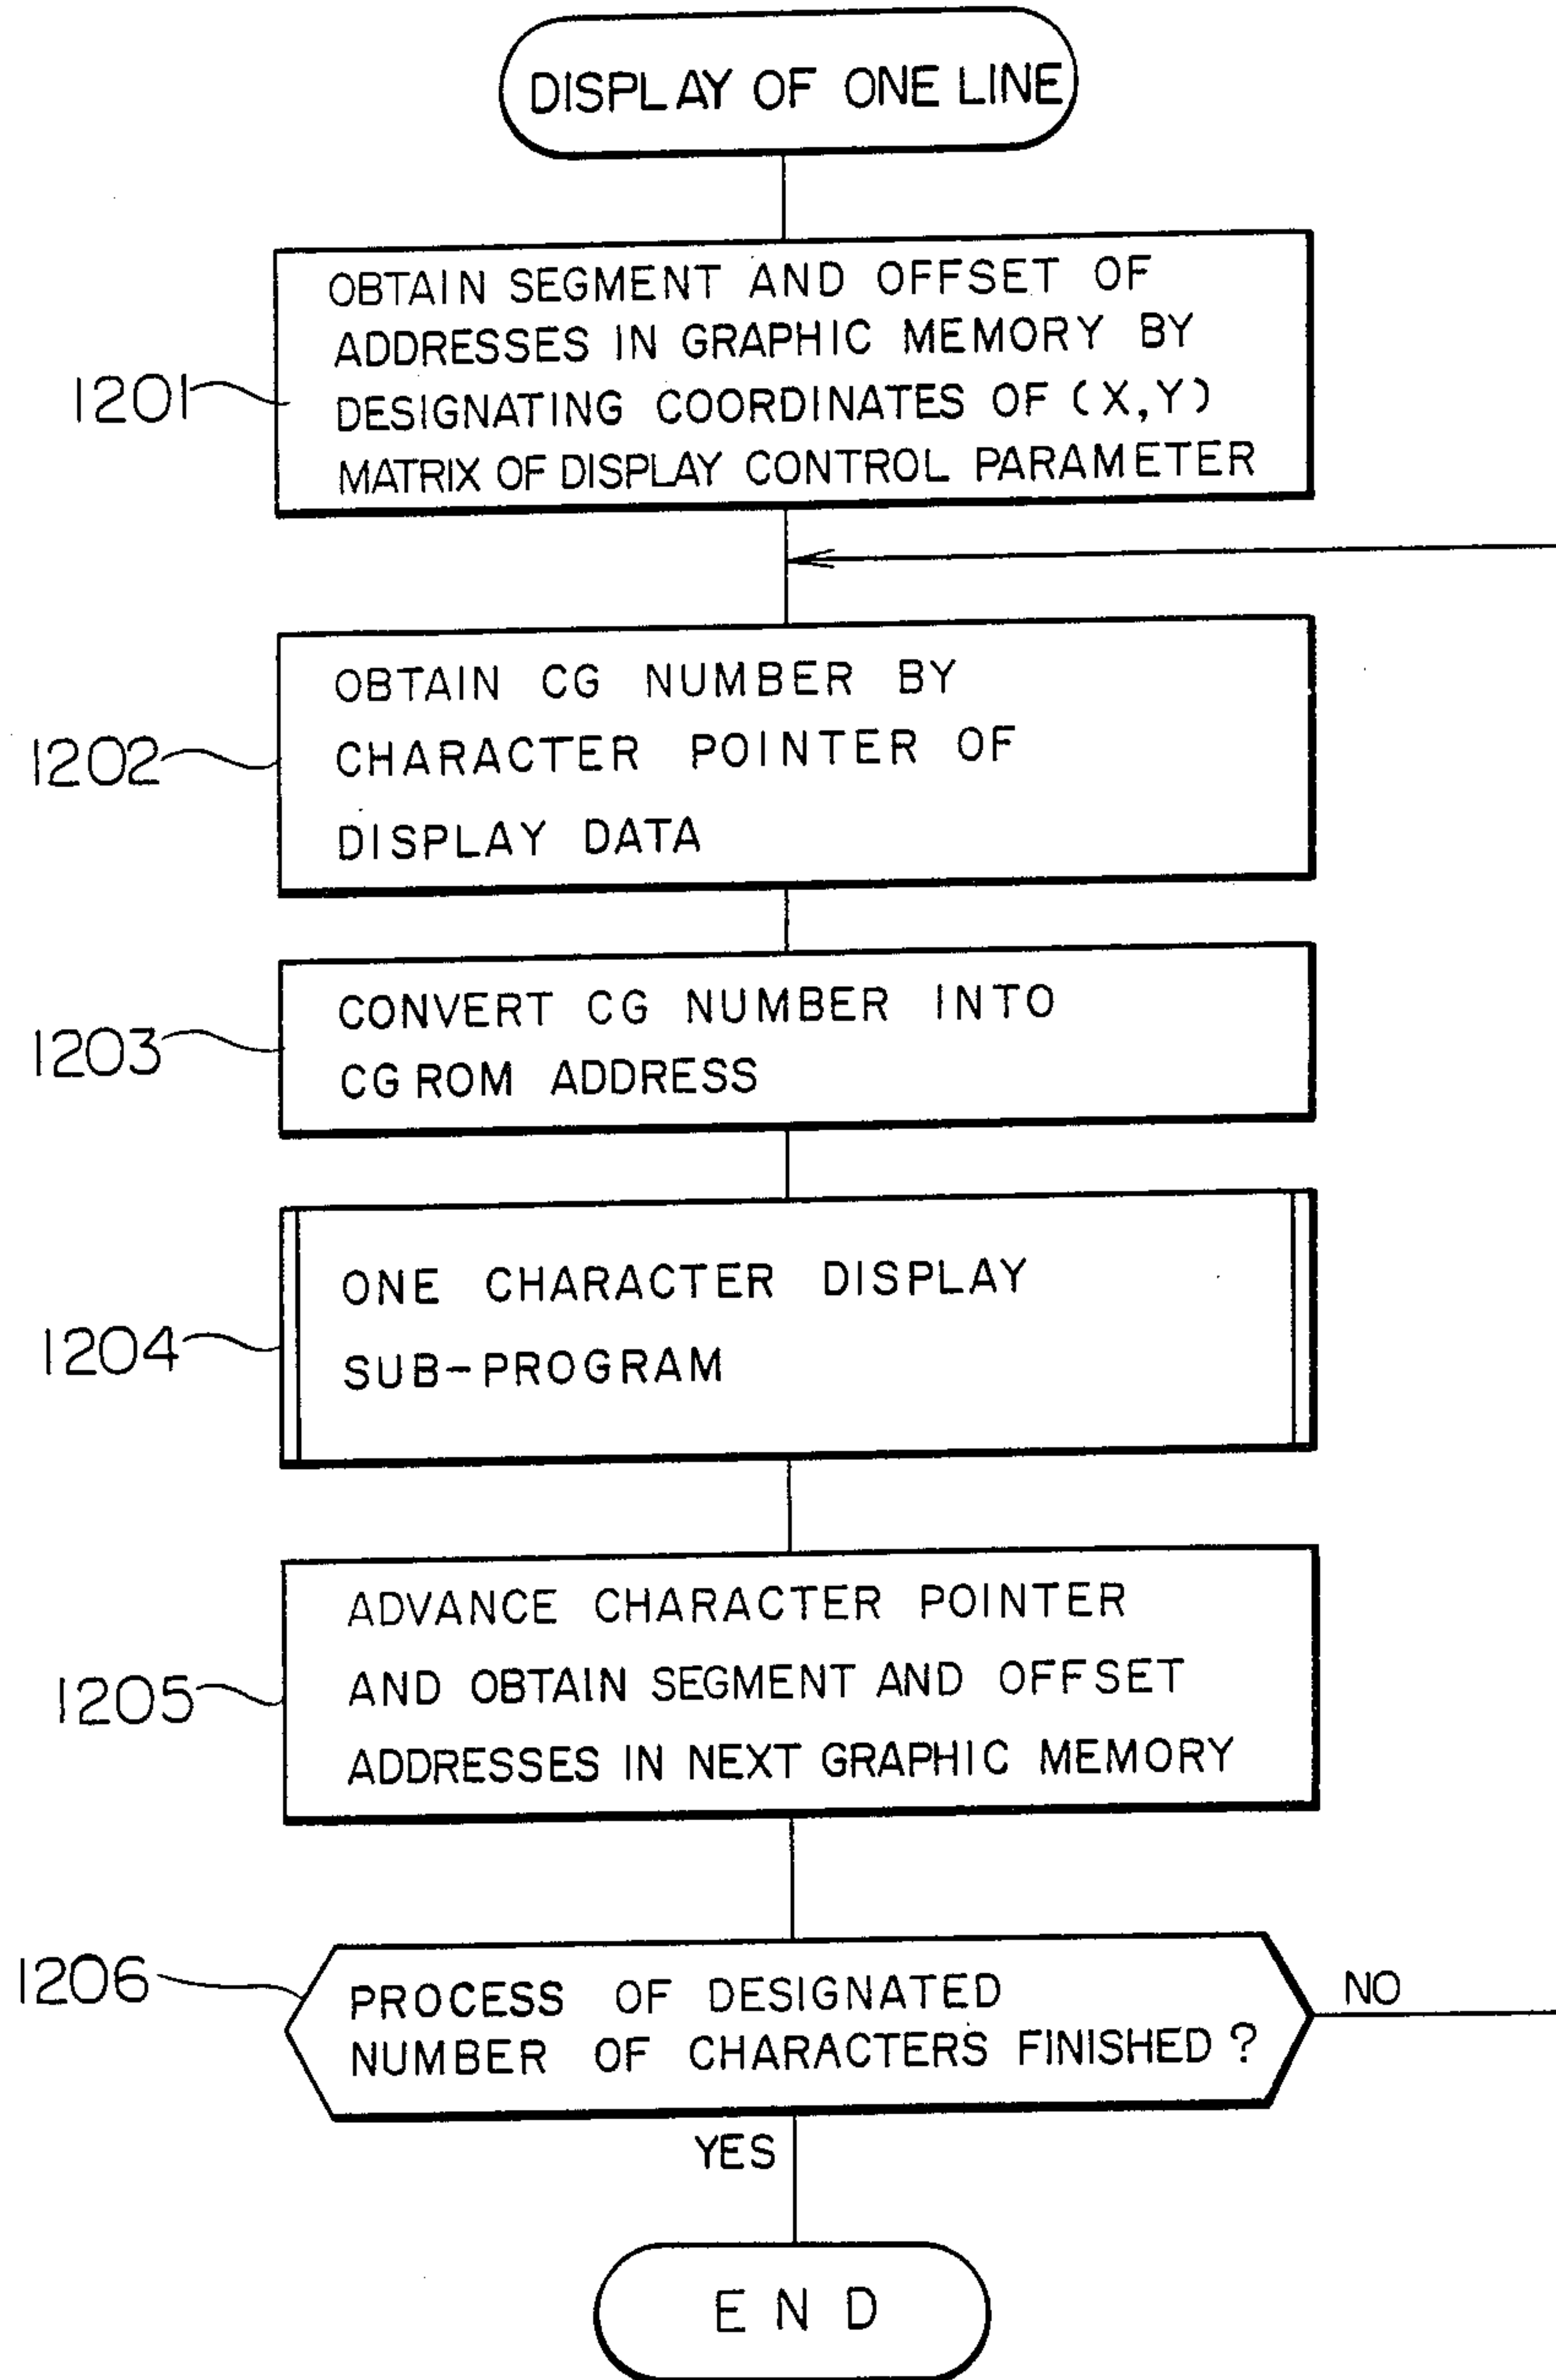 DISPLAY OF ONE LINE
OBTAIN SEGMENT AND OFFSET OF
ADDRESSES IN GRAPHIC MEMORY BY
DESIGNATING COORDINATES OF (X,Y)
MATRIX OF DISPLAY CONTROL PARAMETER
1201
OBTAIN CG NUMBER BY
CHARACTER POINTER OF
DISPLAY DATA
1202
CONVERT CG NUMBER INTO
CG ROM ADDRESS
1203
ONE CHARACTER DISPLAY
SUB-PROGRAM
1204
ADVANCE CHARACTER POINTER
AND OBTAIN SEGMENT AND OFFSET
ADDRESSES IN NEXT GRAPHIC MEMORY
1205
PROCESS OF DESIGNATED
NUMBER OF CHARACTERS FINISHED?
1206
NO
YES
END